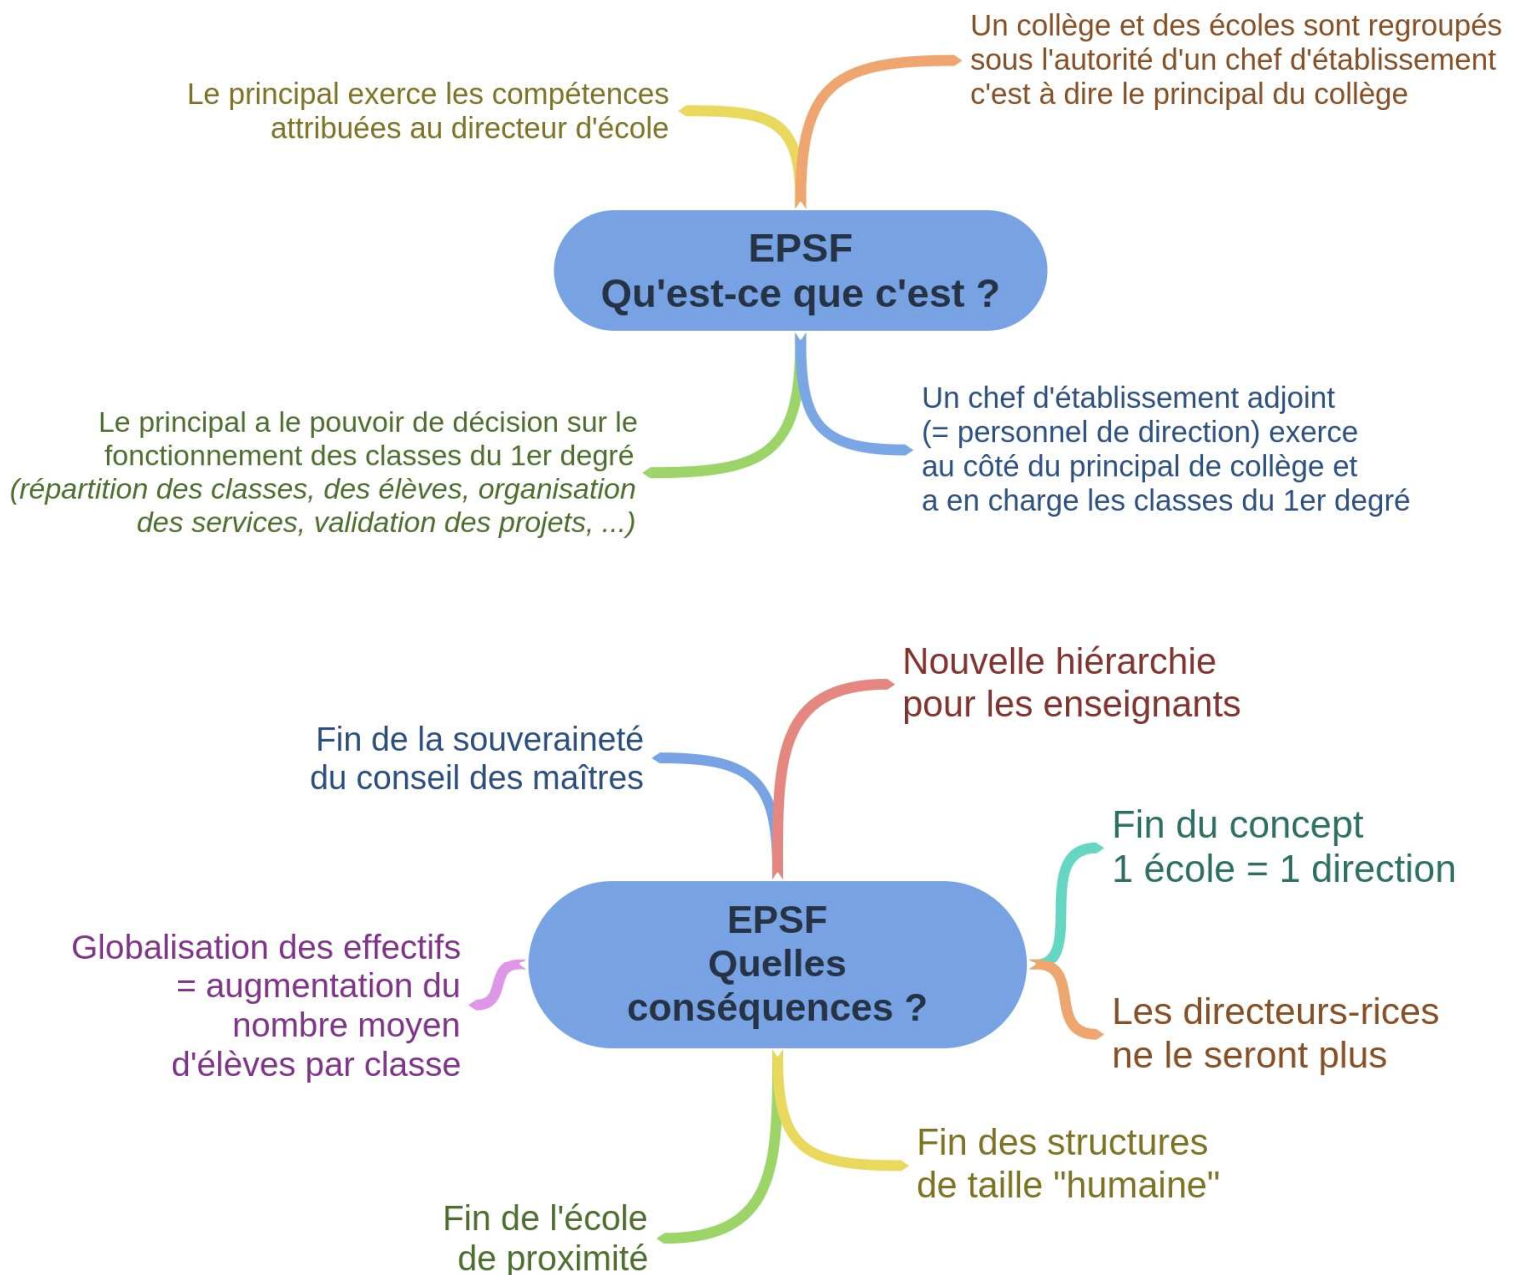 Un collège et des écoles sont regroupés
sous l'autorité d'un chef d'établissement
c'est à dire le principal du collège
Le principal exerce les compétences
attribuées au directeur d'école
EPSF
Qu'est-ce que c'est ?
Un chef d'établissement adjoint
(= personnel de direction) exerce
au côté du principal de collège et
a en charge les classes du 1er degré
Le principal a le pouvoir de décision sur le
fonctionnement des classes du 1er degré
(répartition des classes, des élèves, organisation
des services, validation des projets, ...)
Nouvelle hiérarchie
pour les enseignants
Fin de la souveraineté
du conseil des maîtres
Fin du concept
1 école = 1 direction
EPSF
Quelles
conséquences ?
Globalisation des effectifs
= augmentation du
nombre moyen
d'élèves par classe
Les directeurs-rices
ne le seront plus
Fin des structures
de taille "humaine"
Fin de l'école
de proximité